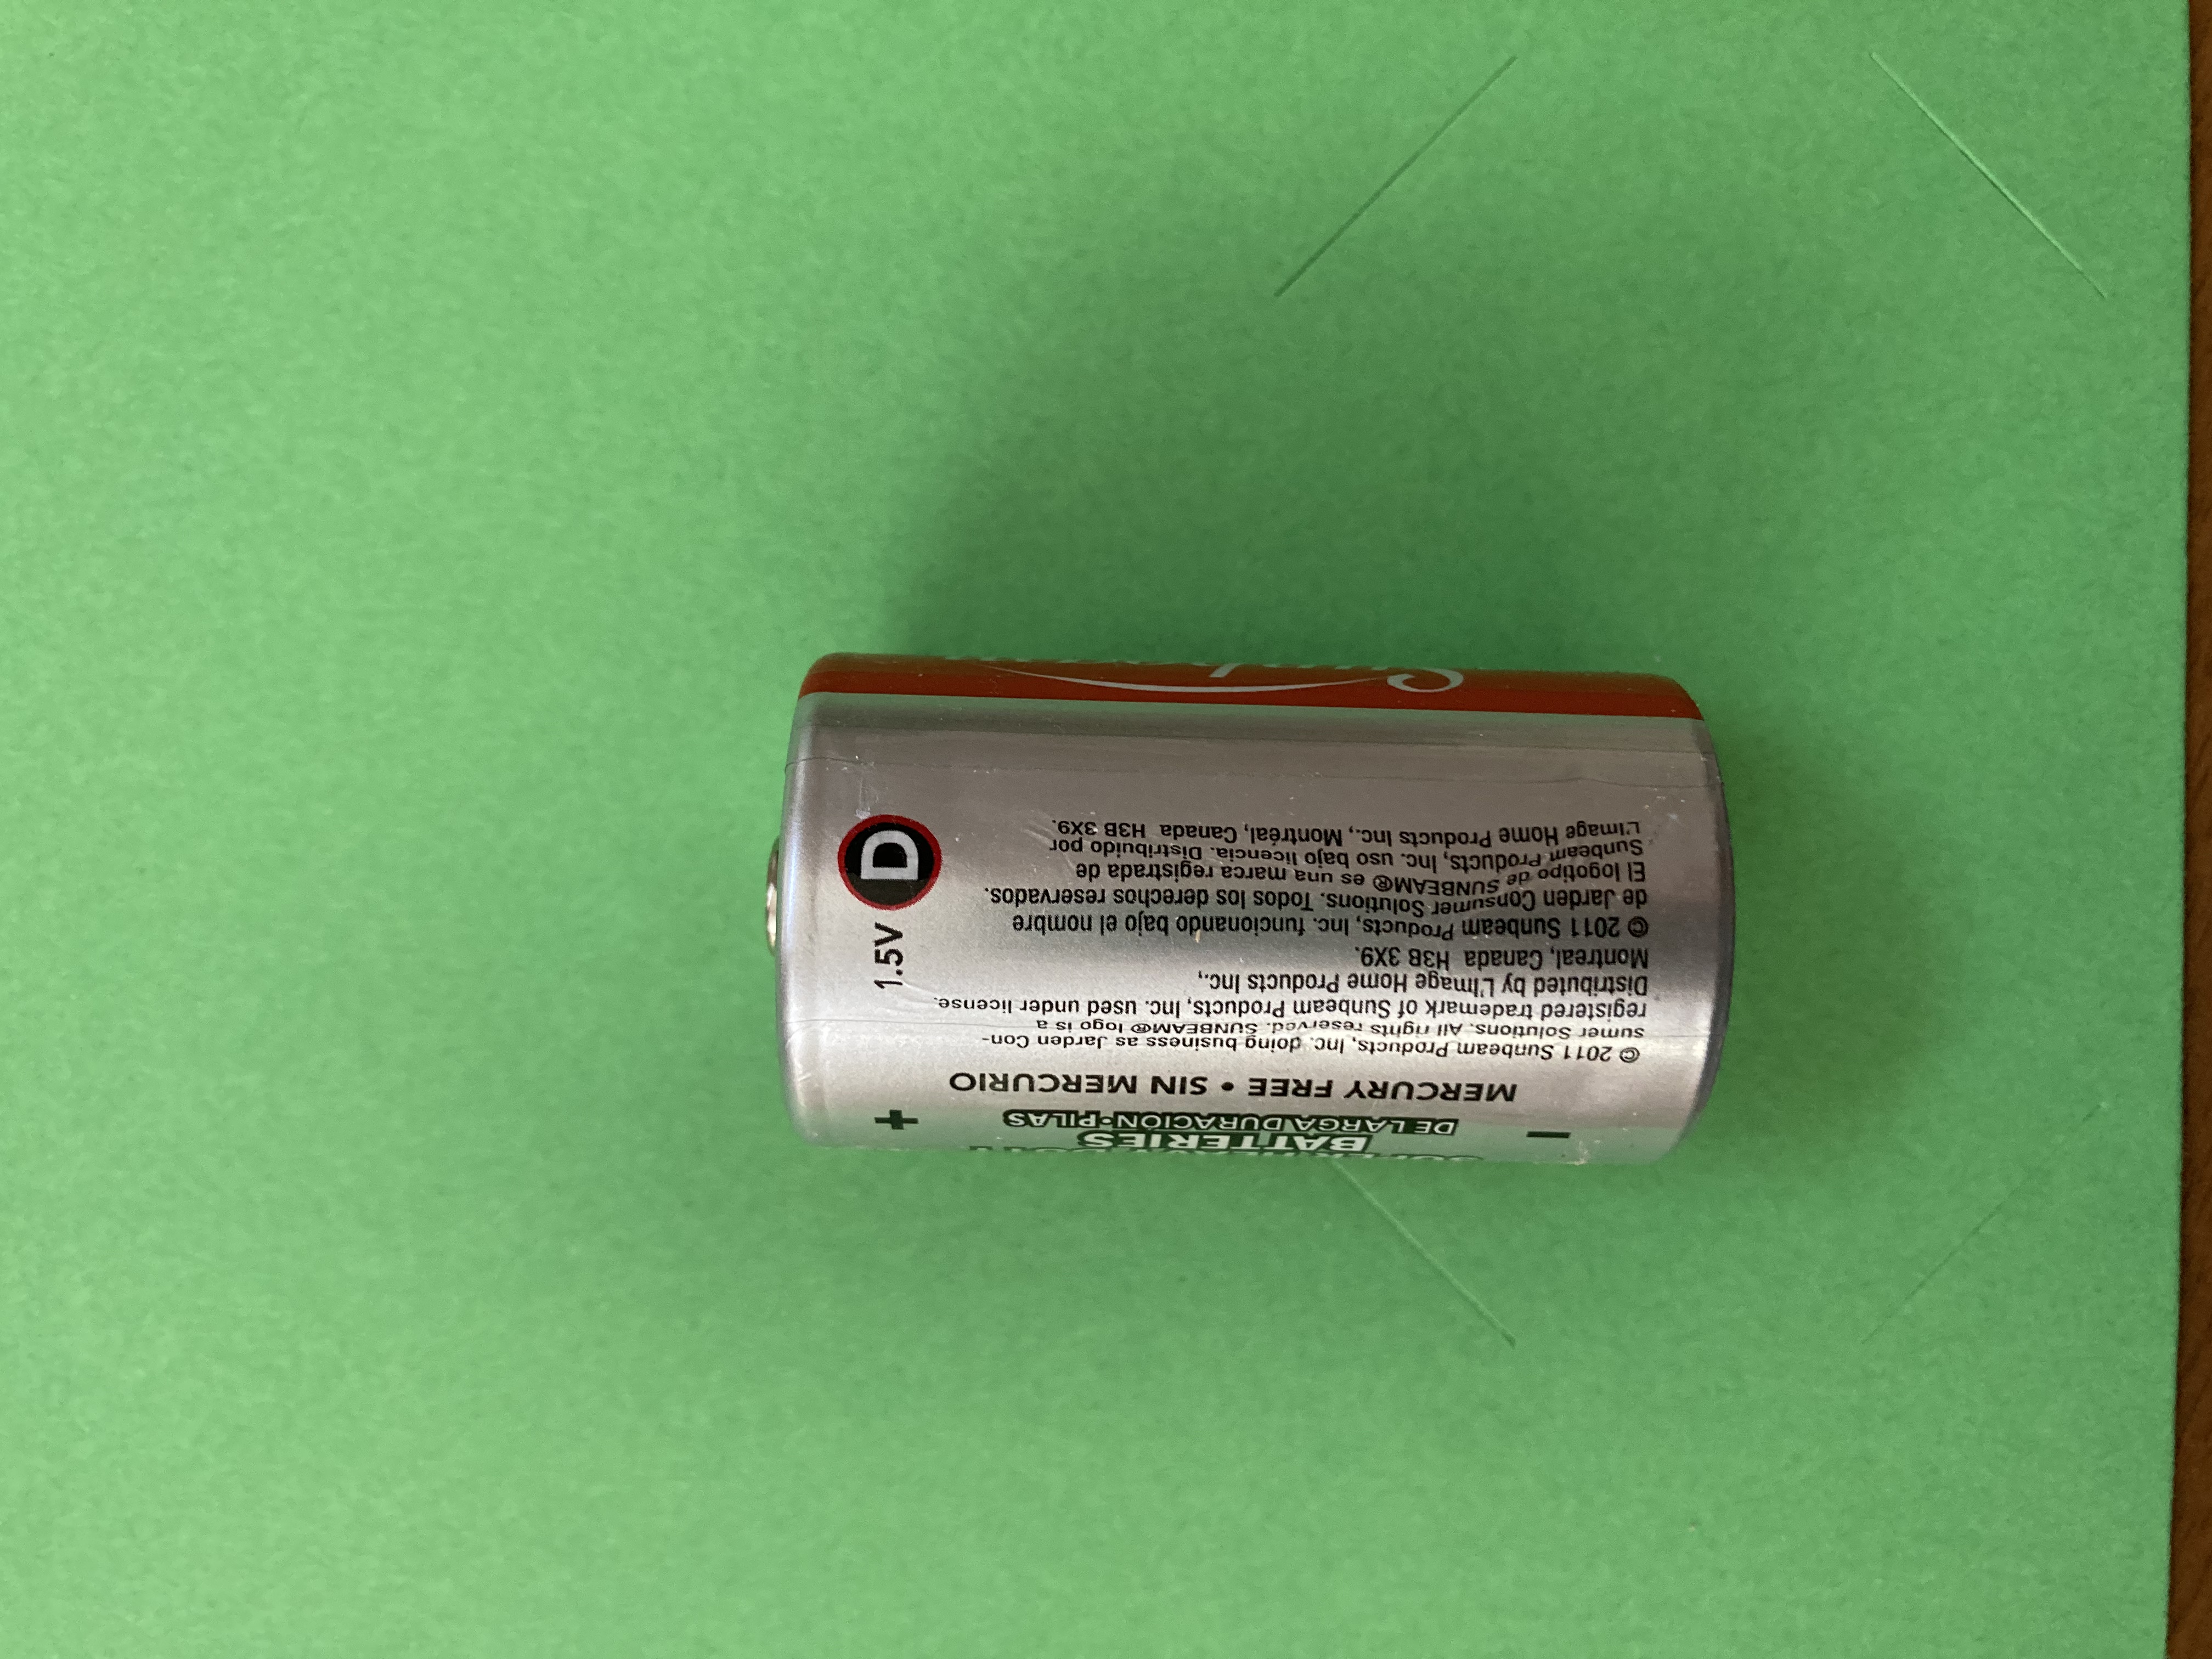 BATTERIES
DE LARGA DURACIÓN•PILAS
— +
MERCURY FREE • SIN MERCURIO
© 2011 Sunbeam Products, Inc. doing business as Jarden Con-
sumer Solutions. All rights reserved. SUNBEAM® logo is a
registered trademark of Sunbeam Products, Inc. used under license.
Distributed by L'Image Home Products Inc.,
Montreal, Canada H3B 3X9.
1.5V
D
© 2011 Sunbeam Products, Inc. funcionando bajo el nombre
de Jarden Consumer Solutions. Todos los derechos reservados.
El logotipo de SUNBEAM® es una marca registrada de
Sunbeam Products, Inc. uso bajo licencia. Distribuido por
L'Image Home Products Inc., Montréal, Canada H3B 3X9.